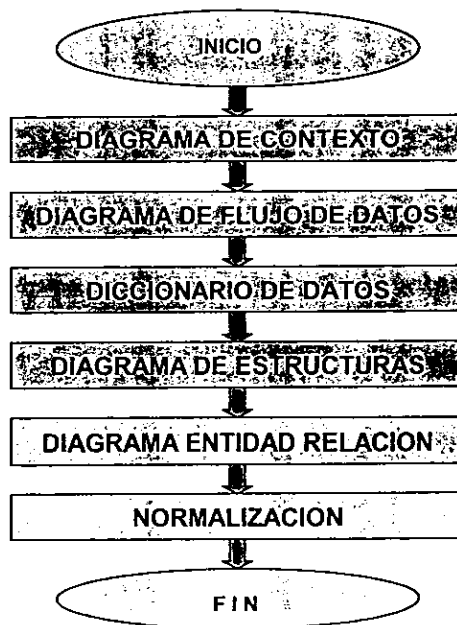 INICIO
DIAGRAMA DE CONTEXTO
DIAGRAMA DE FLUJO DE DATOS
DICCIONARIO DE DATOS
DIAGRAMA DE ESTRUCTURAS
DIAGRAMA ENTIDAD RELACION
NORMALIZACION
F I N